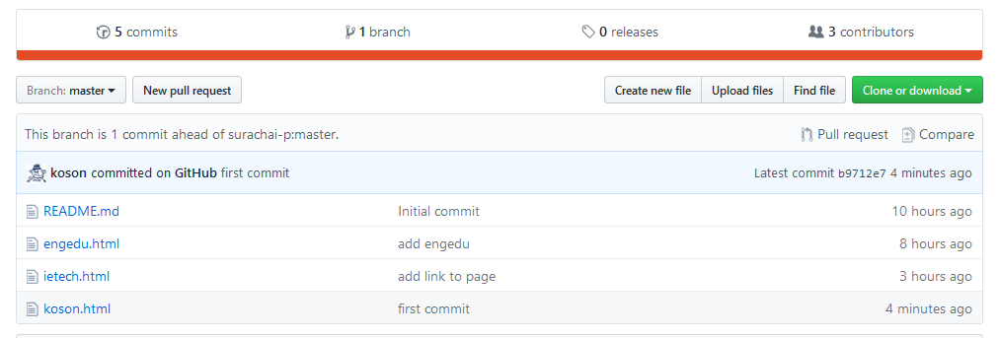 5 commits 1 branch 0 releases 3 contributors
Branch: master New pull request Create new file Upload files Find file Clone or download
This branch is 1 commit ahead of surachai-p:master. Pull request Compare
koson committed on GitHub first commit Latest commit b9712e7 4 minutes ago
README.md Initial commit 10 hours ago
engedu.html add engedu 8 hours ago
ietech.html add link to page 3 hours ago
koson.html first commit 4 minutes ago